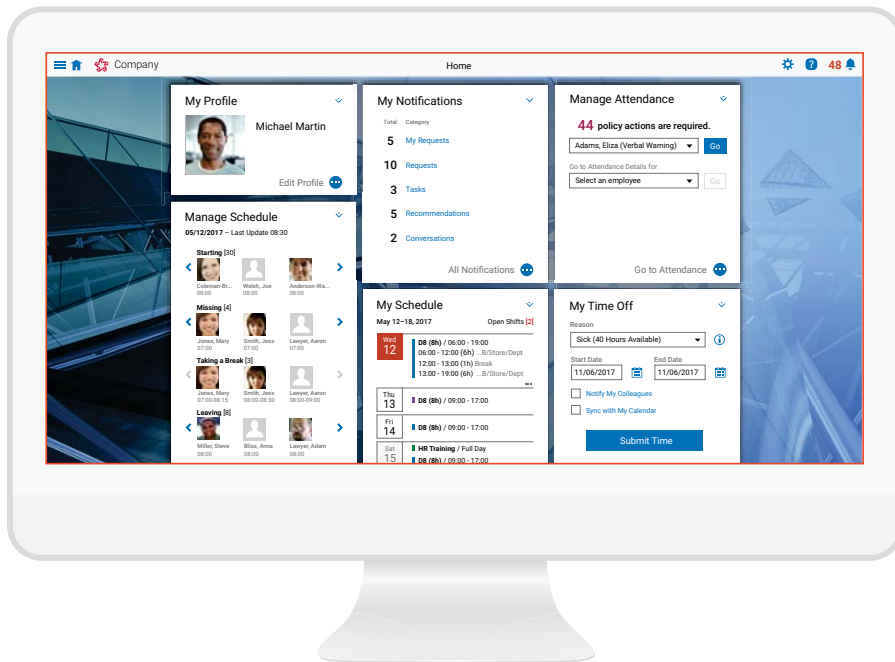 Company
Home
48
My Profile
Michael Martin
Edit Profile
Manage Schedule
05/12/2017 – Last Update 08:30
Starting [30]
Coleman-Br... Welsh, Joe Anderson-Wa...
08:00 08:00 08:00
Missing [4]
Jones, Mary Smith, Jess Lawyer, Aaron
07:00 07:00 07:00
Taking a Break [3]
Jones, Mary Smith, Jess Lawyer, Aaron
07:00-08:15 08:00-08:30 08:00-09:00
Leaving [8]
Miller, Steve Bliss, Anna Lawyer, Adam
08:00 08:00 08:00
My Notifications
Total Category
5 My Requests
10 Requests
3 Tasks
5 Recommendations
2 Conversations
All Notifications
My Schedule
May 12–18, 2017 Open Shifts [2]
Wed
12
D8 (8h) / 06:00 - 19:00
06:00 - 12:00 (6h) ...B/Store/Dept
12:00 - 13:00 (1h) Break
13:00 - 19:00 (6h) ...B/Store/Dept
Thu
13
D8 (8h) / 09:00 - 17:00
Fri
14
D8 (8h) / 09:00 - 17:00
Sat
15
HR Training / Full Day
D8 (8h) / 09:00 - 17:00
Manage Attendance
44 policy actions are required.
Adams, Eliza (Verbal Warning) Go
Go to Attendance Details for
Select an employee Go
Go to Attendance
My Time Off
Reason
Sick (40 Hours Available)
Start Date End Date
11/06/2017 11/06/2017
Notify My Colleagues
Sync with My Calendar
Submit Time